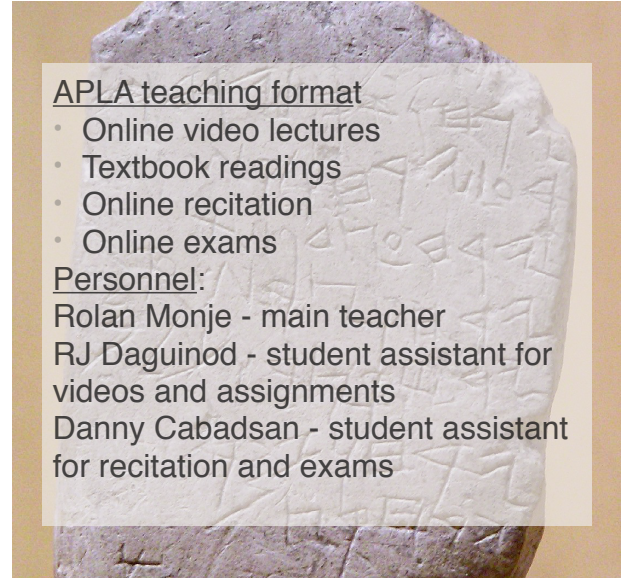 APLA teaching format
• Online video lectures
• Textbook readings
• Online recitation
• Online exams
Personnel:
Rolan Monje - main teacher
RJ Daguinod - student assistant for
videos and assignments
Danny Cabadsan - student assistant
for recitation and exams